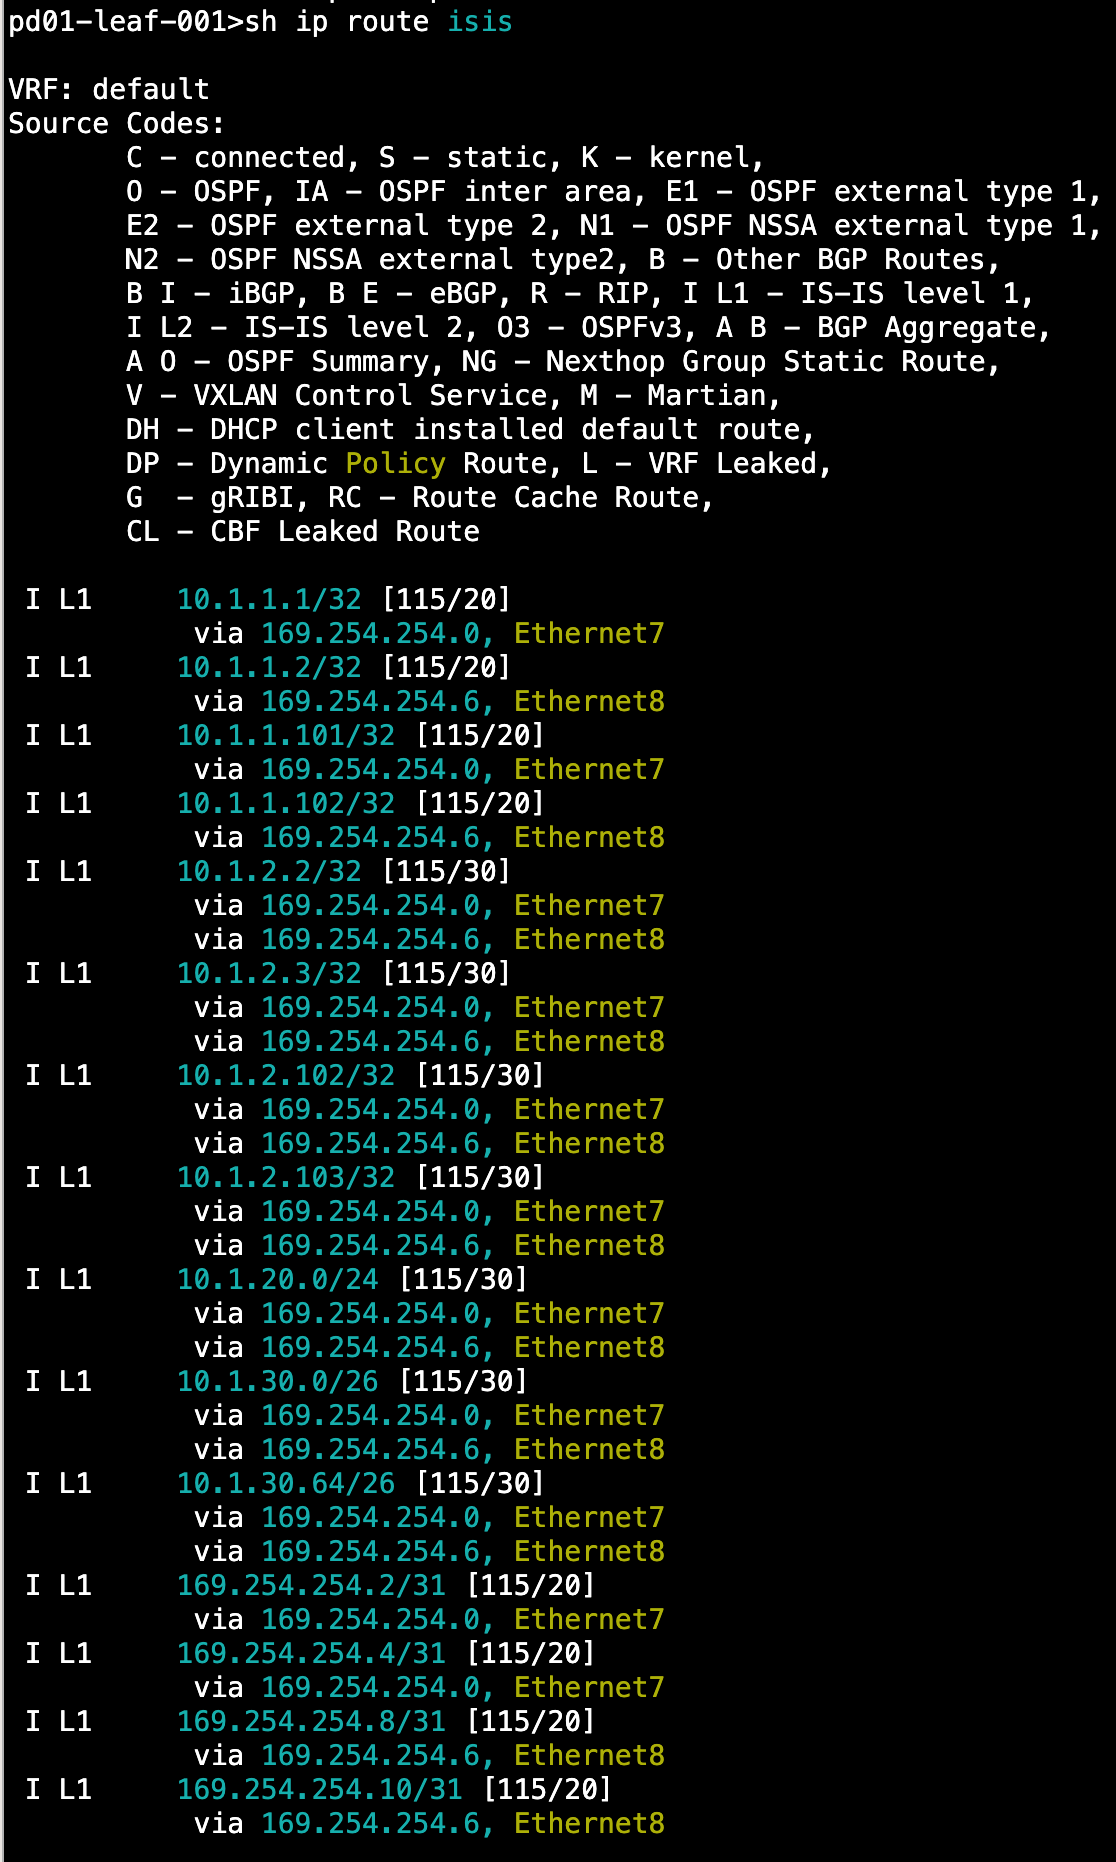 pd01-leaf-001>sh ip route isis
VRF: default
Source Codes:
C - connected, S - static, K - kernel,
O - OSPF, IA - OSPF inter area, E1 - OSPF external type 1,
E2 - OSPF external type 2, N1 - OSPF NSSA external type 1,
N2 - OSPF NSSA external type2, B - Other BGP Routes,
B I - iBGP, B E - eBGP, R - RIP, I L1 - IS-IS level 1,
I L2 - IS-IS level 2, O3 - OSPFv3, A B - BGP Aggregate,
A O - OSPF Summary, NG - Nexthop Group Static Route,
V - VXLAN Control Service, M - Martian,
DH - DHCP client installed default route,
DP - Dynamic Policy Route, L - VRF Leaked,
G  - gRIBI, RC - Route Cache Route,
CL - CBF Leaked Route
I L1     10.1.1.1/32 [115/20]
via 169.254.254.0, Ethernet7
I L1     10.1.1.2/32 [115/20]
via 169.254.254.6, Ethernet8
I L1     10.1.1.101/32 [115/20]
via 169.254.254.0, Ethernet7
I L1     10.1.1.102/32 [115/20]
via 169.254.254.6, Ethernet8
I L1     10.1.2.2/32 [115/30]
via 169.254.254.0, Ethernet7
via 169.254.254.6, Ethernet8
I L1     10.1.2.3/32 [115/30]
via 169.254.254.0, Ethernet7
via 169.254.254.6, Ethernet8
I L1     10.1.2.102/32 [115/30]
via 169.254.254.0, Ethernet7
via 169.254.254.6, Ethernet8
I L1     10.1.2.103/32 [115/30]
via 169.254.254.0, Ethernet7
via 169.254.254.6, Ethernet8
I L1     10.1.20.0/24 [115/30]
via 169.254.254.0, Ethernet7
via 169.254.254.6, Ethernet8
I L1     10.1.30.0/26 [115/30]
via 169.254.254.0, Ethernet7
via 169.254.254.6, Ethernet8
I L1     10.1.30.64/26 [115/30]
via 169.254.254.0, Ethernet7
via 169.254.254.6, Ethernet8
I L1     169.254.254.2/31 [115/20]
via 169.254.254.0, Ethernet7
I L1     169.254.254.4/31 [115/20]
via 169.254.254.0, Ethernet7
I L1     169.254.254.8/31 [115/20]
via 169.254.254.6, Ethernet8
I L1     169.254.254.10/31 [115/20]
via 169.254.254.6, Ethernet8